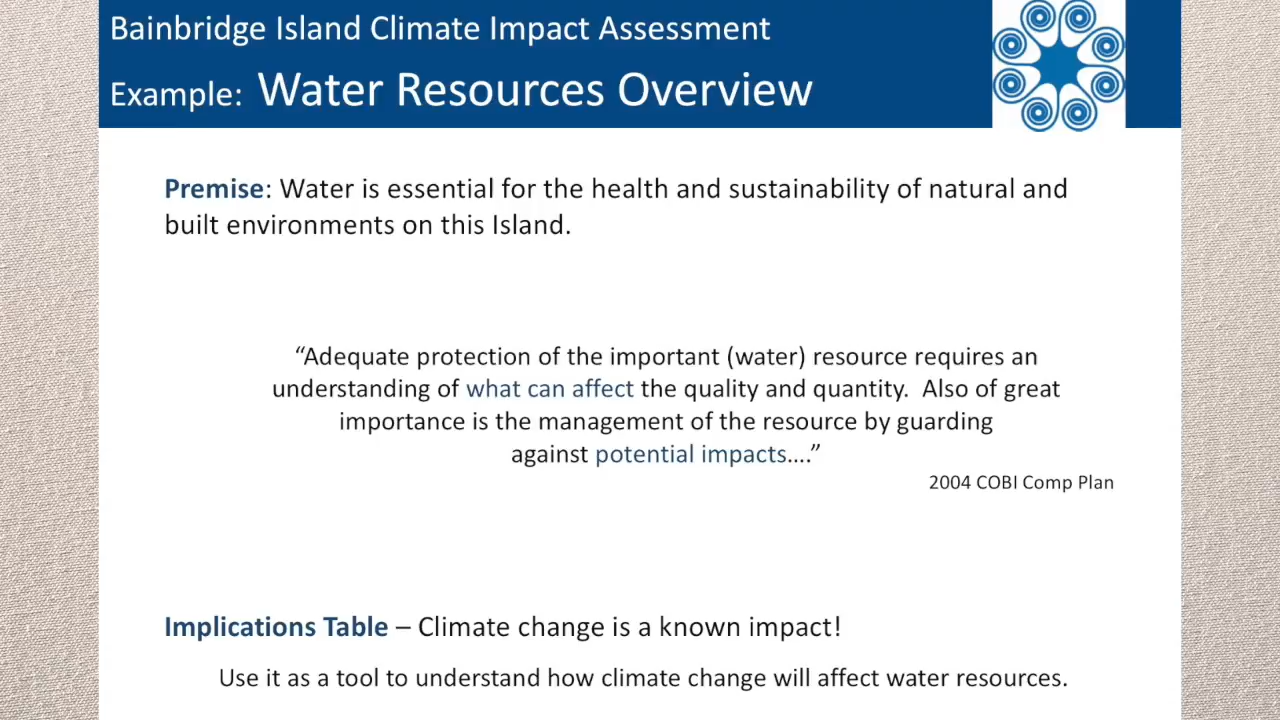 Bainbridge Island Climate Impact Assessment
Example: Water Resources Overview
Premise: Water is essential for the health and sustainability of natural and
built environments on this Island.
“Adequate protection of the important (water) resource requires an
understanding of what can affect the quality and quantity. Also of great
importance is the management of the resource by guarding
against potential impacts….”
2004 COBI Comp Plan
Implications Table – Climate change is a known impact!
Use it as a tool to understand how climate change will affect water resources.